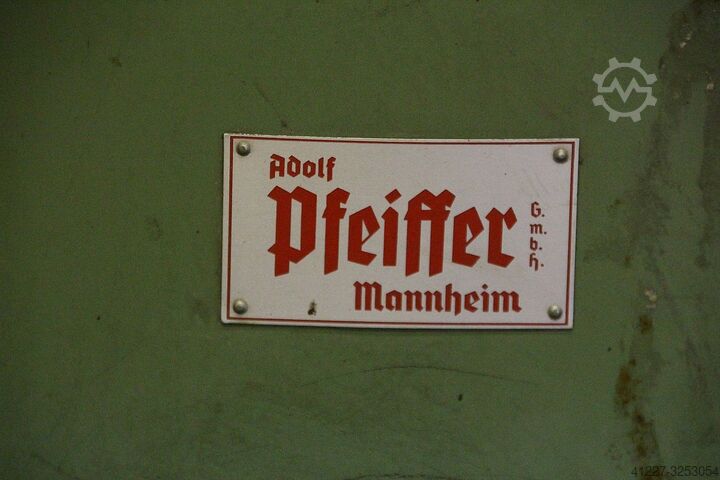 Adolf
Pfeiffer
G.
m.
b.
h.
Mannheim
41227-3253054